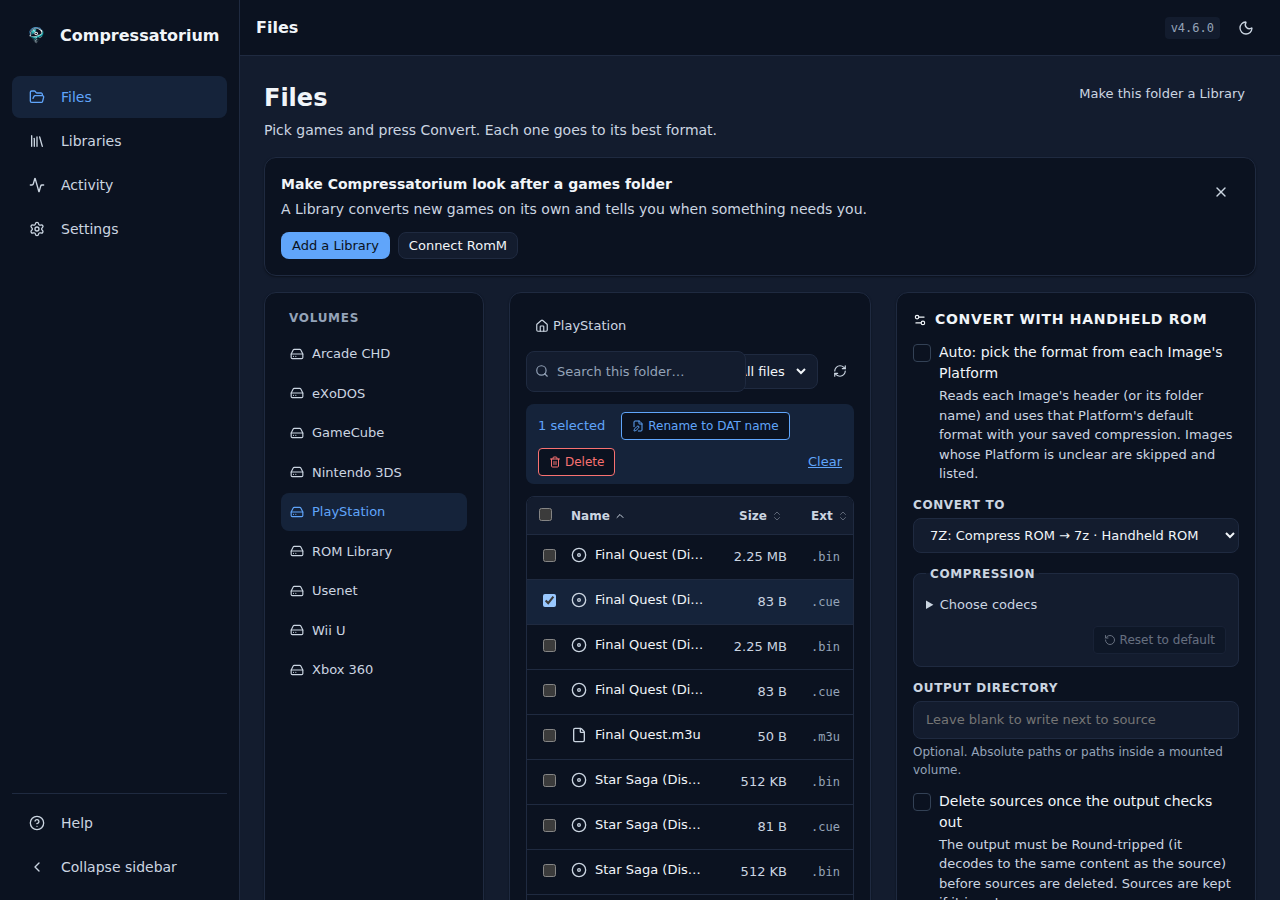 Compressatorium
Files
v4.6.0
Files
Libraries
Activity
Settings
Help
Collapse sidebar
Files
Make this folder a Library
Pick games and press Convert. Each one goes to its best format.
Make Compressatorium look after a games folder
A Library converts new games on its own and tells you when something needs you.
Add a Library
Connect RomM
VOLUMES
Arcade CHD
eXoDOS
GameCube
Nintendo 3DS
PlayStation
ROM Library
Usenet
Wii U
Xbox 360
PlayStation
Search this folder…
ll files
1 selected
Rename to DAT name
Delete
Clear
Name Size Ext
Final Quest (Di… 2.25 MB .bin
Final Quest (Di… 83 B .cue
Final Quest (Di… 2.25 MB .bin
Final Quest (Di… 83 B .cue
Final Quest.m3u 50 B .m3u
Star Saga (Dis… 512 KB .bin
Star Saga (Dis… 81 B .cue
Star Saga (Dis… 512 KB .bin
CONVERT WITH HANDHELD ROM
Auto: pick the format from each Image's
Platform
Reads each Image's header (or its folder
name) and uses that Platform's default
format with your saved compression. Images
whose Platform is unclear are skipped and
listed.
CONVERT TO
7Z: Compress ROM → 7z · Handheld ROM
COMPRESSION
Choose codecs
Reset to default
OUTPUT DIRECTORY
Leave blank to write next to source
Optional. Absolute paths or paths inside a mounted
volume.
Delete sources once the output checks
out
The output must be Round-tripped (it
decodes to the same content as the source)
before sources are deleted. Sources are kept